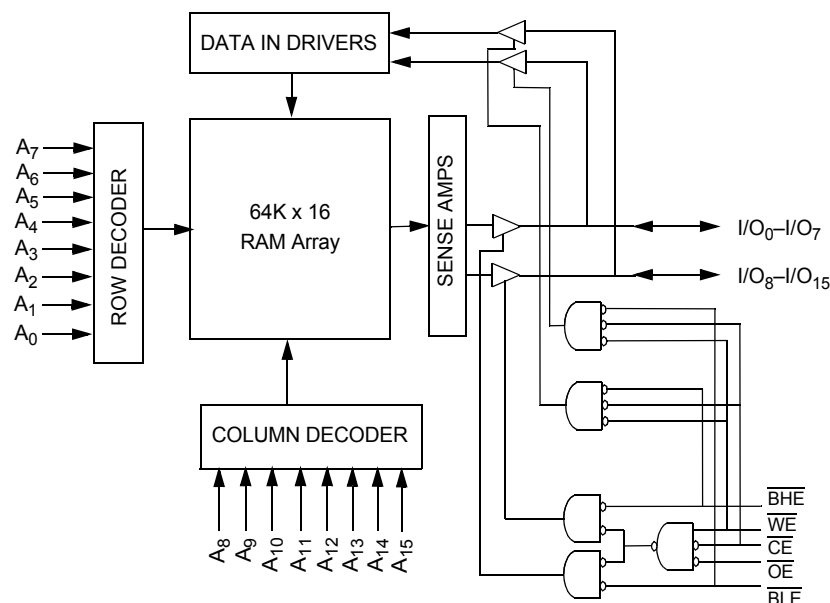 DATA IN DRIVERS
A7
A6
A5
A4
A3
A2
A1
A0
ROW DECODER
64K x 16
RAM Array
SENSE AMPS
I/O0–I/O7
I/O8–I/O15
COLUMN DECODER
A8
A9
A10
A11
A12
A13
A14
A15
BHE
WE
CE
OE
BLE